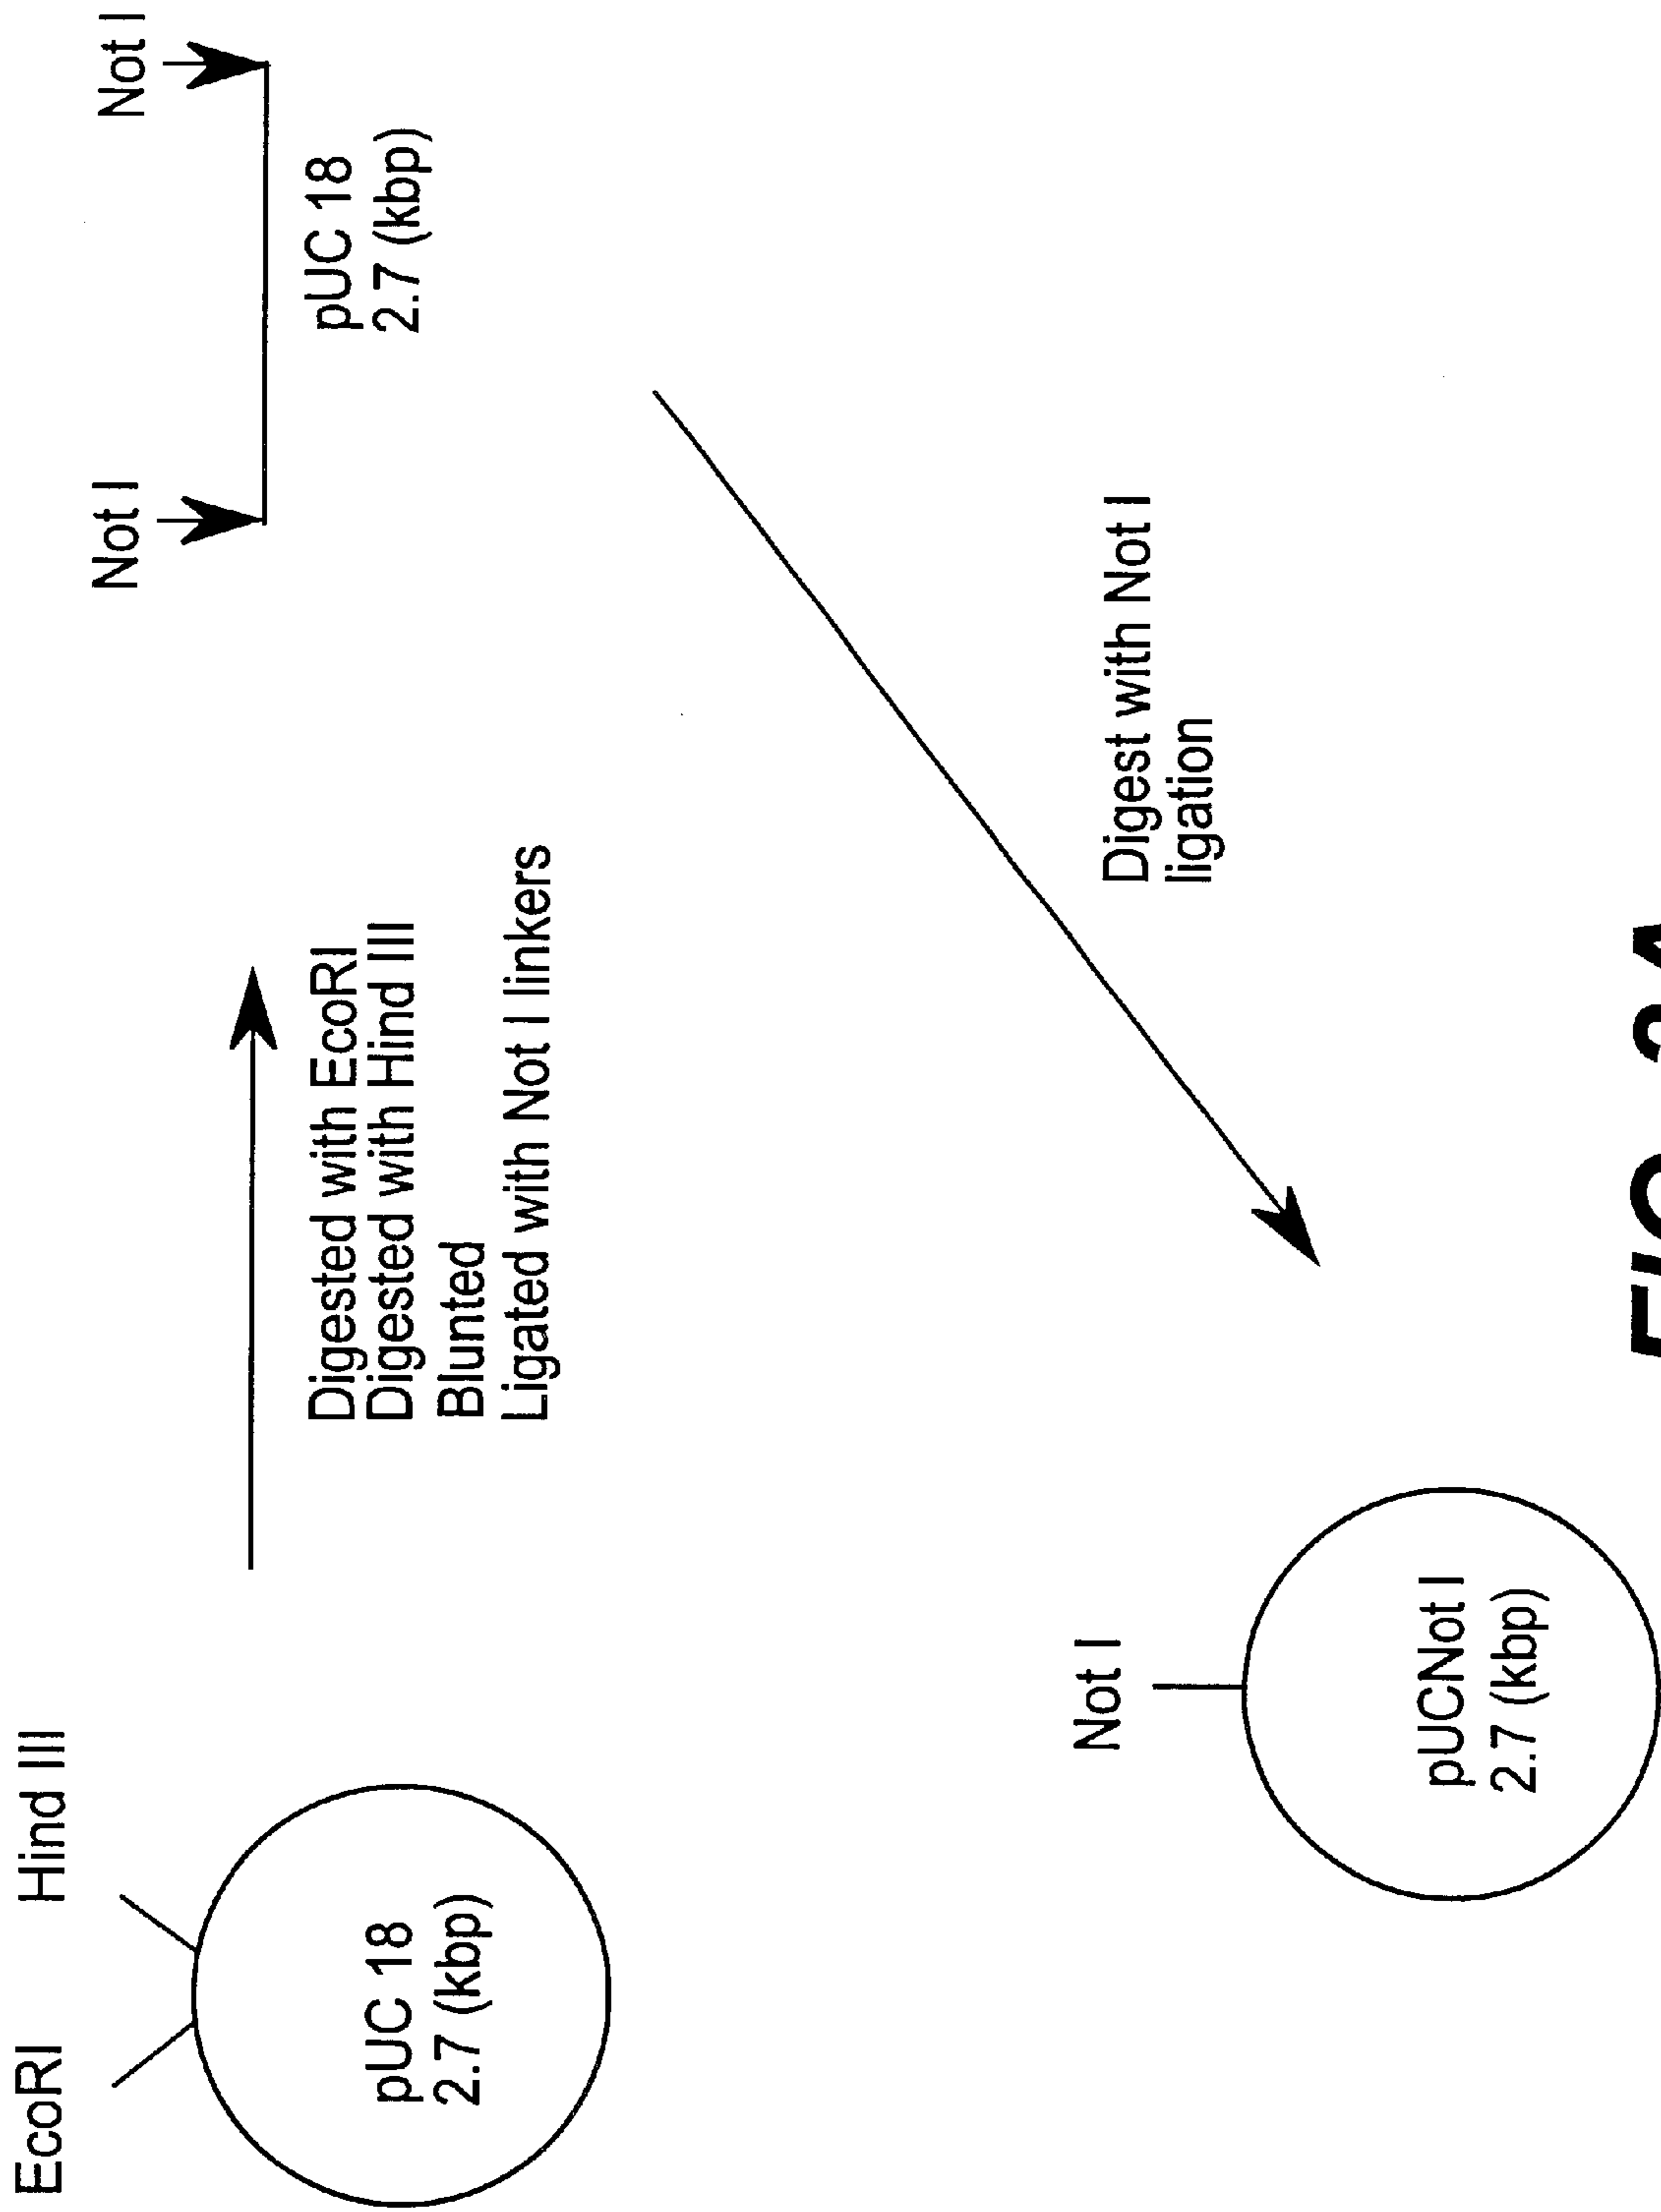 EcoRI
Hind III
pUC 18
2.7 (kbp)
Digested with EcoRI
Digested with Hind III
Blunted
Ligated with Not I linkers
Not I
Not I
pUC 18
2.7 (kbp)
Digest with Not I
ligation
Not I
pUCNot I
2.7 (kbp)